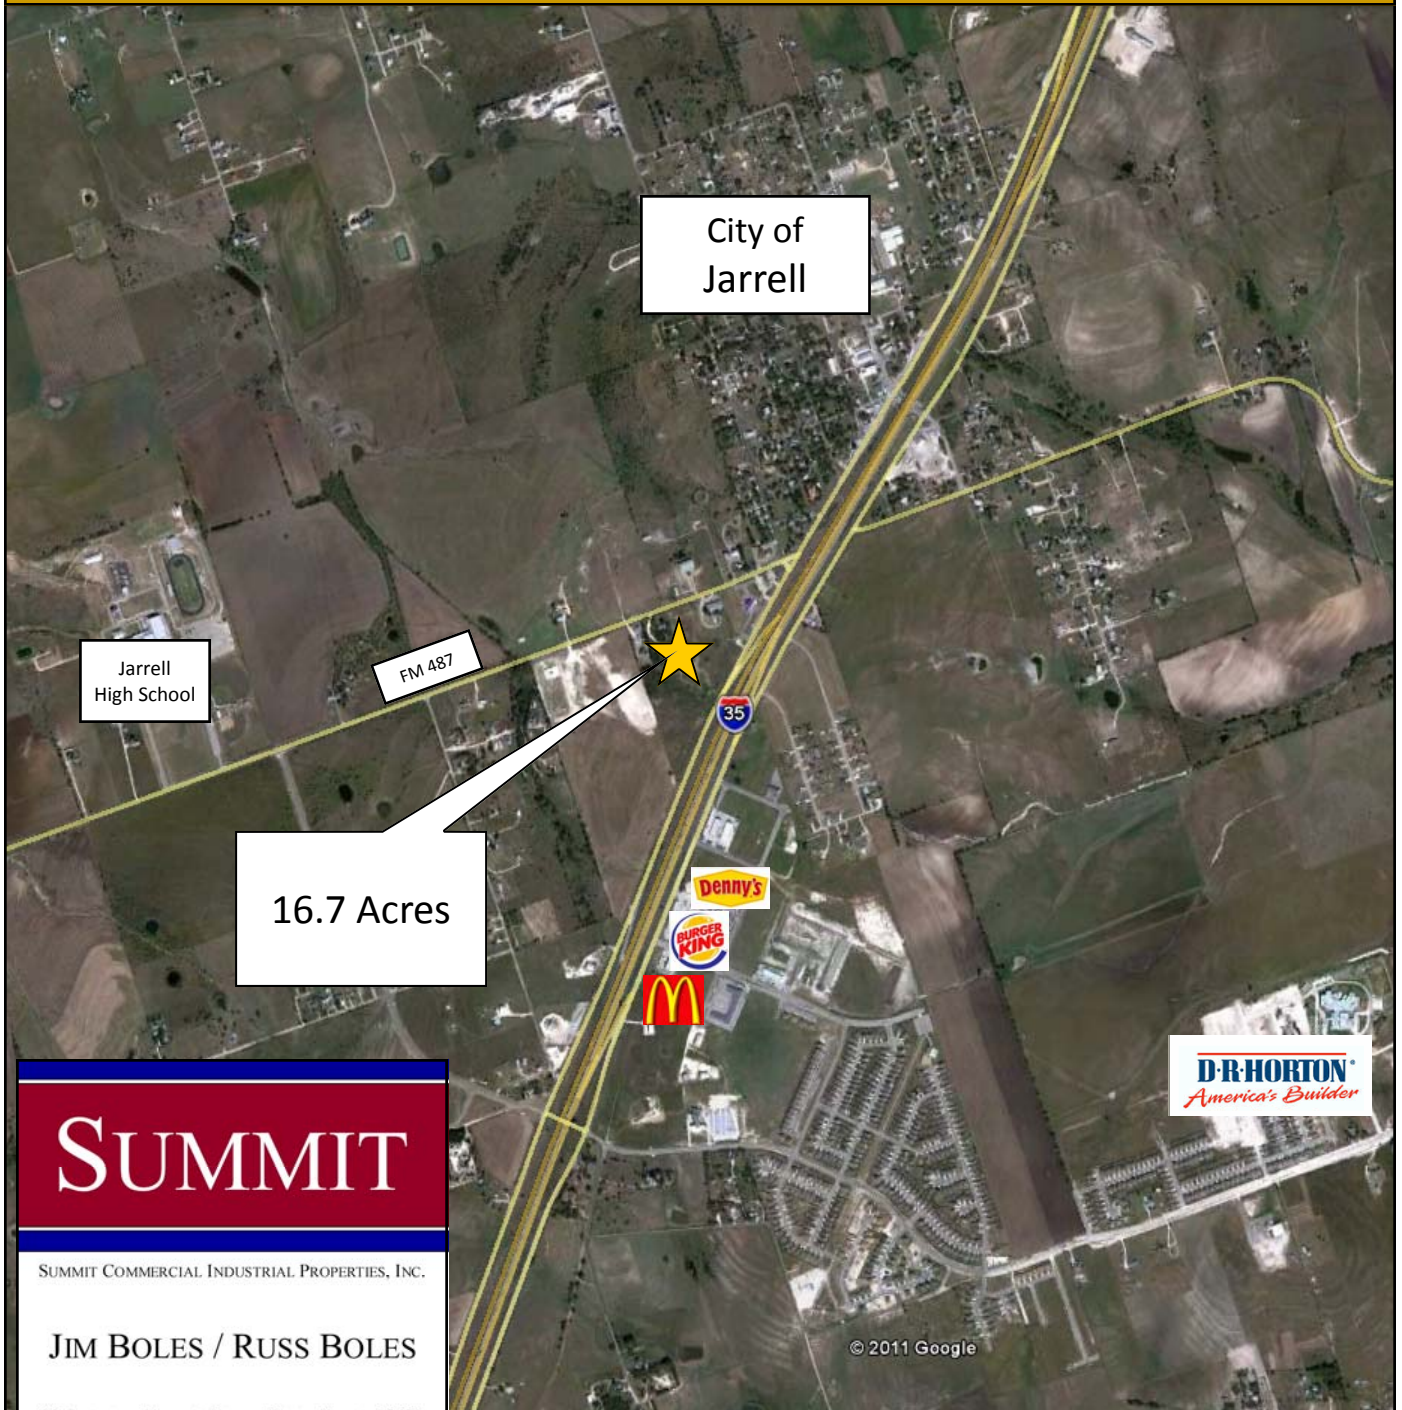 City of
Jarrell
Jarrell
High School
FM 487
35
16.7 Acres
Denny's
BURGER
KING
D·R·HORTON®
America's Builder
SUMMIT
SUMMIT COMMERCIAL INDUSTRIAL PROPERTIES, INC.
JIM BOLES / RUSS BOLES
© 2011 Google